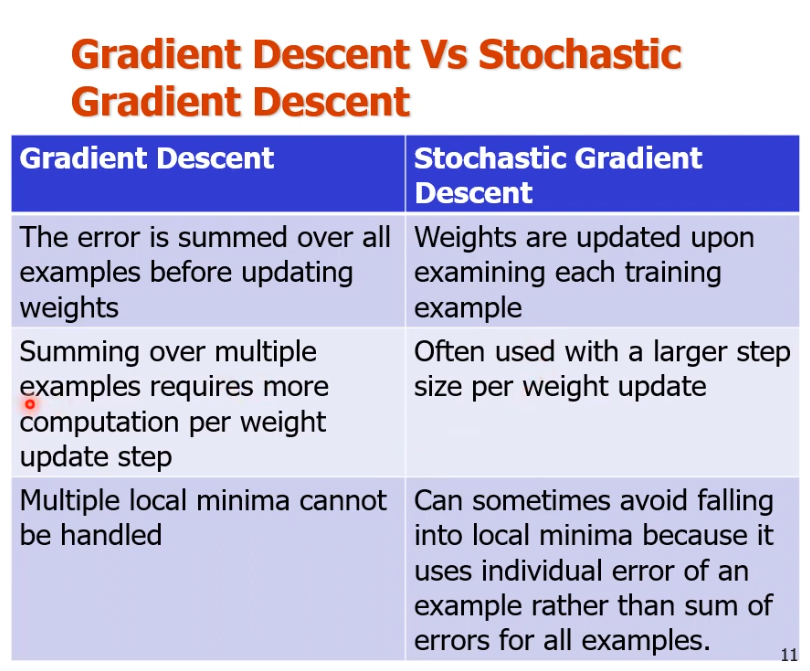 Gradient Descent Vs Stochastic
Gradient Descent
Gradient Descent
Stochastic Gradient
Descent
The error is summed over all
examples before updating
weights
Weights are updated upon
examining each training
example
Summing over multiple
examples requires more
computation per weight
update step
Often used with a larger step
size per weight update
Multiple local minima cannot
be handled
Can sometimes avoid falling
into local minima because it
uses individual error of an
example rather than sum of
errors for all examples.
11